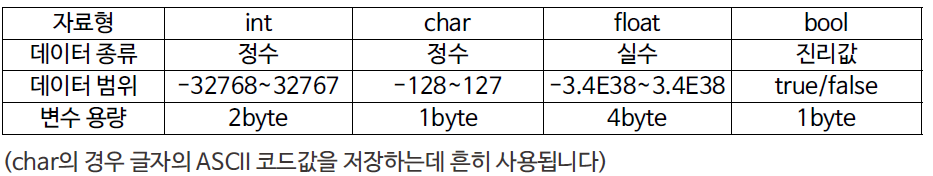 자료형 int char float bool
데이터 종류 정수 정수 실수 진리값
데이터 범위 -32768~32767 -128~127 -3.4E38~3.4E38 true/false
변수 용량 2byte 1byte 4byte 1byte
(char의 경우 글자의 ASCII 코드값을 저장하는데 흔히 사용됩니다)